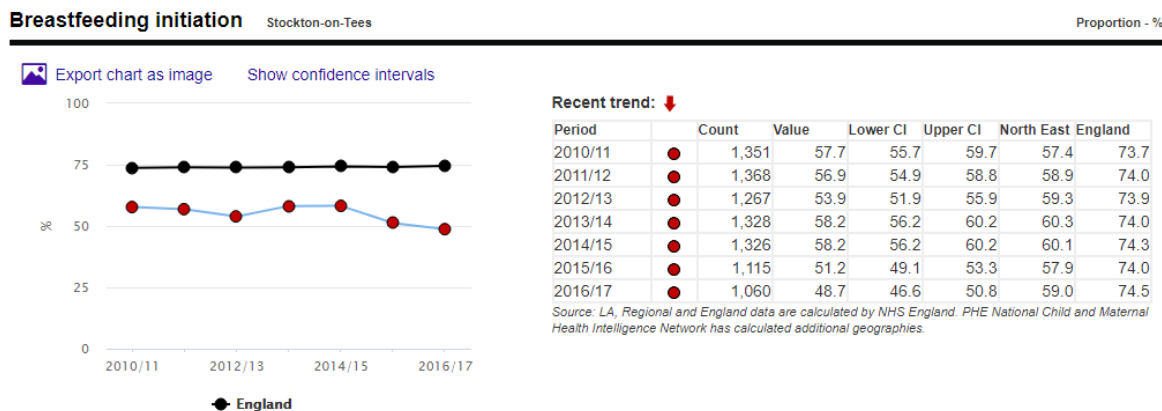 Breastfeeding initiation Stockton-on-Tees Proportion - %
Export chart as image Show confidence intervals
100
75
50
25
0
%
2010/11 2012/13 2014/15 2016/17
England
Recent trend:
Period Count Value Lower CI Upper CI North East England
2010/11 1,351 57.7 55.7 59.7 57.4 73.7
2011/12 1,368 56.9 54.9 58.8 58.9 74.0
2012/13 1,267 53.9 51.9 55.9 59.3 73.9
2013/14 1,328 58.2 56.2 60.2 60.3 74.0
2014/15 1,326 58.2 56.2 60.2 60.1 74.3
2015/16 1,115 51.2 49.1 53.3 57.9 74.0
2016/17 1,060 48.7 46.6 50.8 59.0 74.5
Source: LA, Regional and England data are calculated by NHS England. PHE National Child and Maternal
Health Intelligence Network has calculated additional geographies.